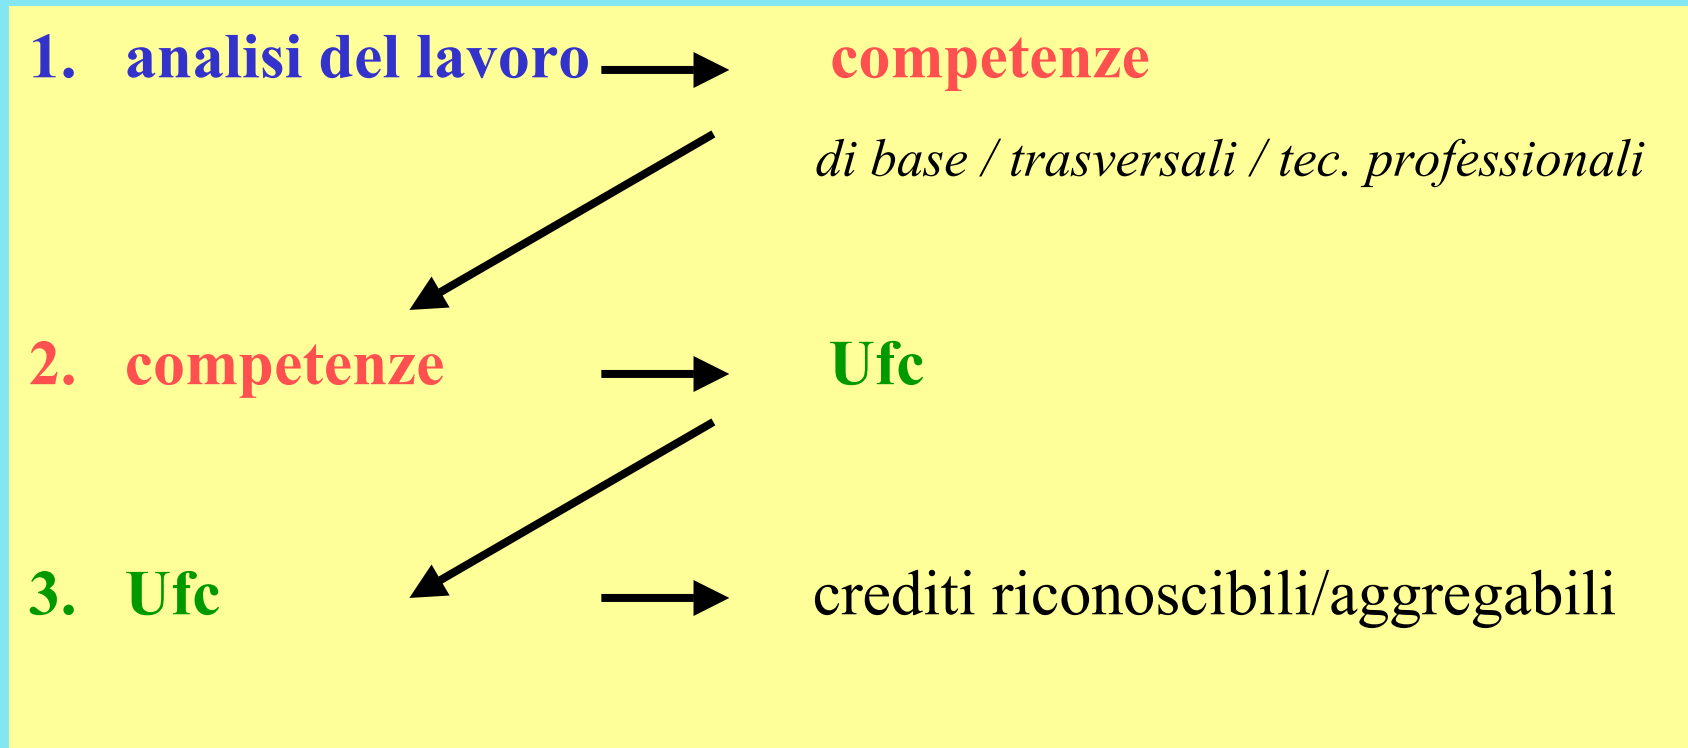 1. analisi del lavoro competenze
di base / trasversali / tec. professionali
2. competenze Ufc
3. Ufc crediti riconoscibili/aggregabili